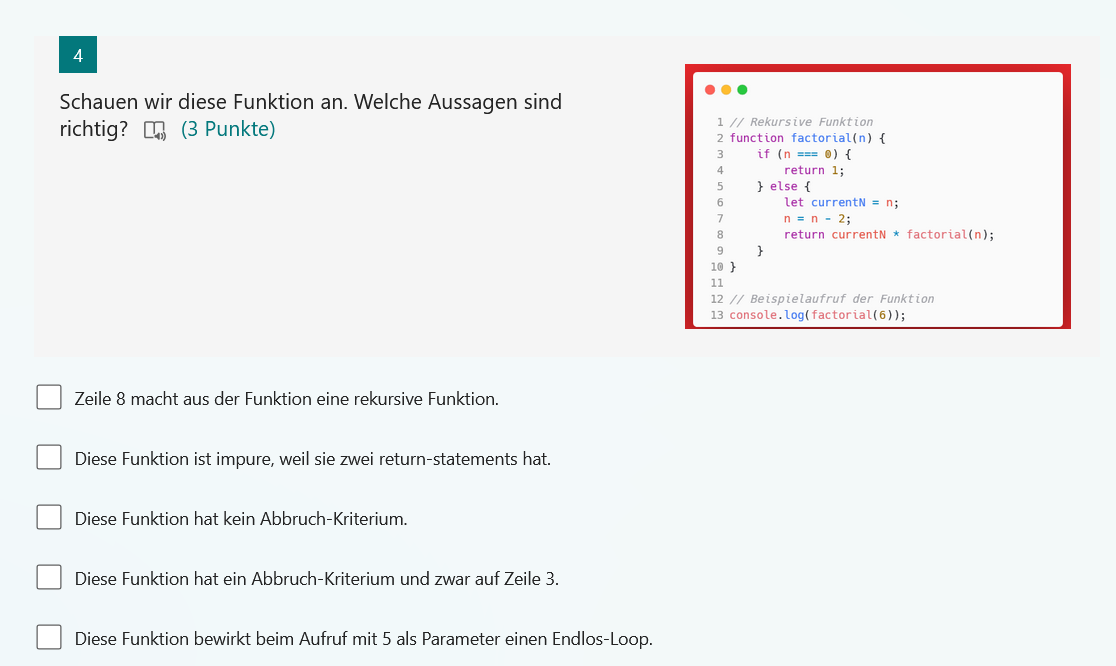 4
Schauen wir diese Funktion an. Welche Aussagen sind
richtig? (3 Punkte)
1 // Rekursive Funktion
2 function factorial(n) {
3     if (n === 0) {
4         return 1;
5     } else {
6         let currentN = n;
7         n = n - 2;
8         return currentN * factorial(n);
9     }
10 }
11
12 // Beispielaufruf der Funktion
13 console.log(factorial(6));
Zeile 8 macht aus der Funktion eine rekursive Funktion.
Diese Funktion ist impure, weil sie zwei return-statements hat.
Diese Funktion hat kein Abbruch-Kriterium.
Diese Funktion hat ein Abbruch-Kriterium und zwar auf Zeile 3.
Diese Funktion bewirkt beim Aufruf mit 5 als Parameter einen Endlos-Loop.